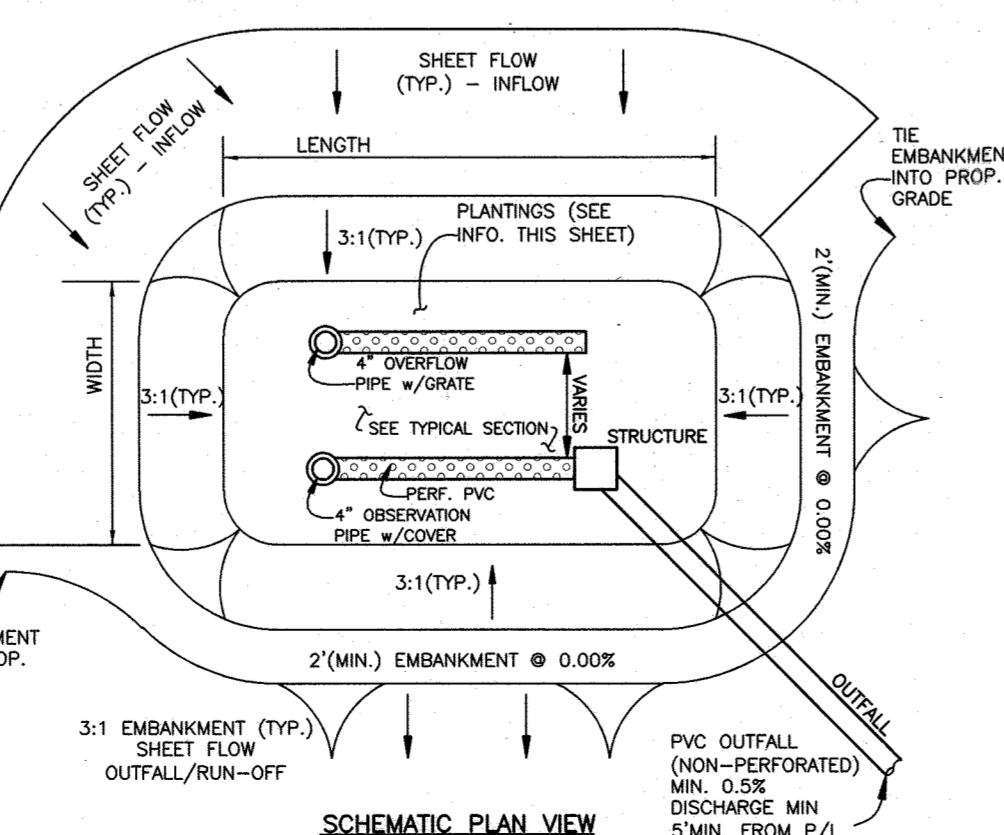 SHEET FLOW
(TYP.) – INFLOW
SHEET FLOW
(TYP.) – INFLOW
LENGTH
TIE
EMBANKMEN
INTO PROP.
GRADE
PLANTINGS (SEE
INFO. THIS SHEET)
3:1(TYP.)
WIDTH
2'(MIN.) EMBANKMENT @ 0.00%
4" OVERFLOW
PIPE w/GRATE
VARIES
3:1(TYP.)
3:1(TYP.)
SEE TYPICAL SECTION
STRUCTURE
PERF. PVC
4" OBSERVATION
PIPE w/COVER
3:1(TYP.)
MENT
OP.
2'(MIN.) EMBANKMENT @ 0.00%
OUTFALL
3:1 EMBANKMENT (TYP.)
SHEET FLOW
OUTFALL/RUN-OFF
PVC OUTFALL
(NON-PERFORATED)
MIN. 0.5%
DISCHARGE MIN
5'MIN. FROM P/L
SCHEMATIC PLAN VIEW